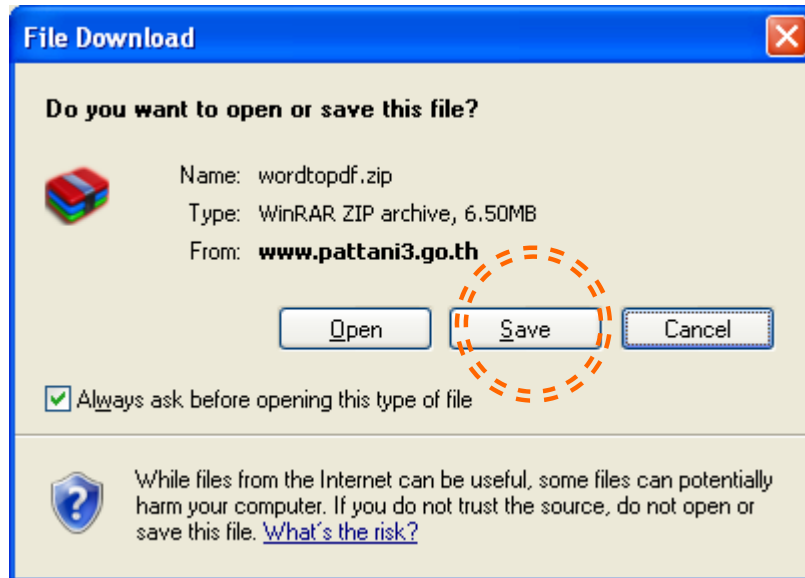 File Download
Do you want to open or save this file?
Name: wordtopdf.zip
Type: WinRAR ZIP archive, 6.50MB
From: www.pattani3.go.th
Open Save Cancel
Always ask before opening this type of file
While files from the Internet can be useful, some files can potentially
harm your computer. If you do not trust the source, do not open or
save this file. What's the risk?